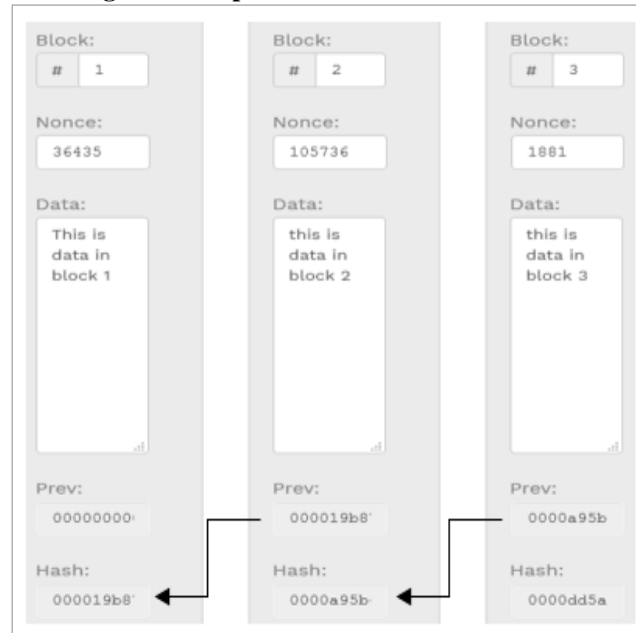 Block:
# 1
Nonce:
36435
Data:
This is
data in
block 1
Prev:
00000000
Hash:
000019b8
Block:
# 2
Nonce:
105736
Data:
this is
data in
block 2
Prev:
000019b8
Hash:
0000a95b
Block:
# 3
Nonce:
1881
Data:
this is
data in
block 3
Prev:
0000a95b
Hash:
0000dd5a